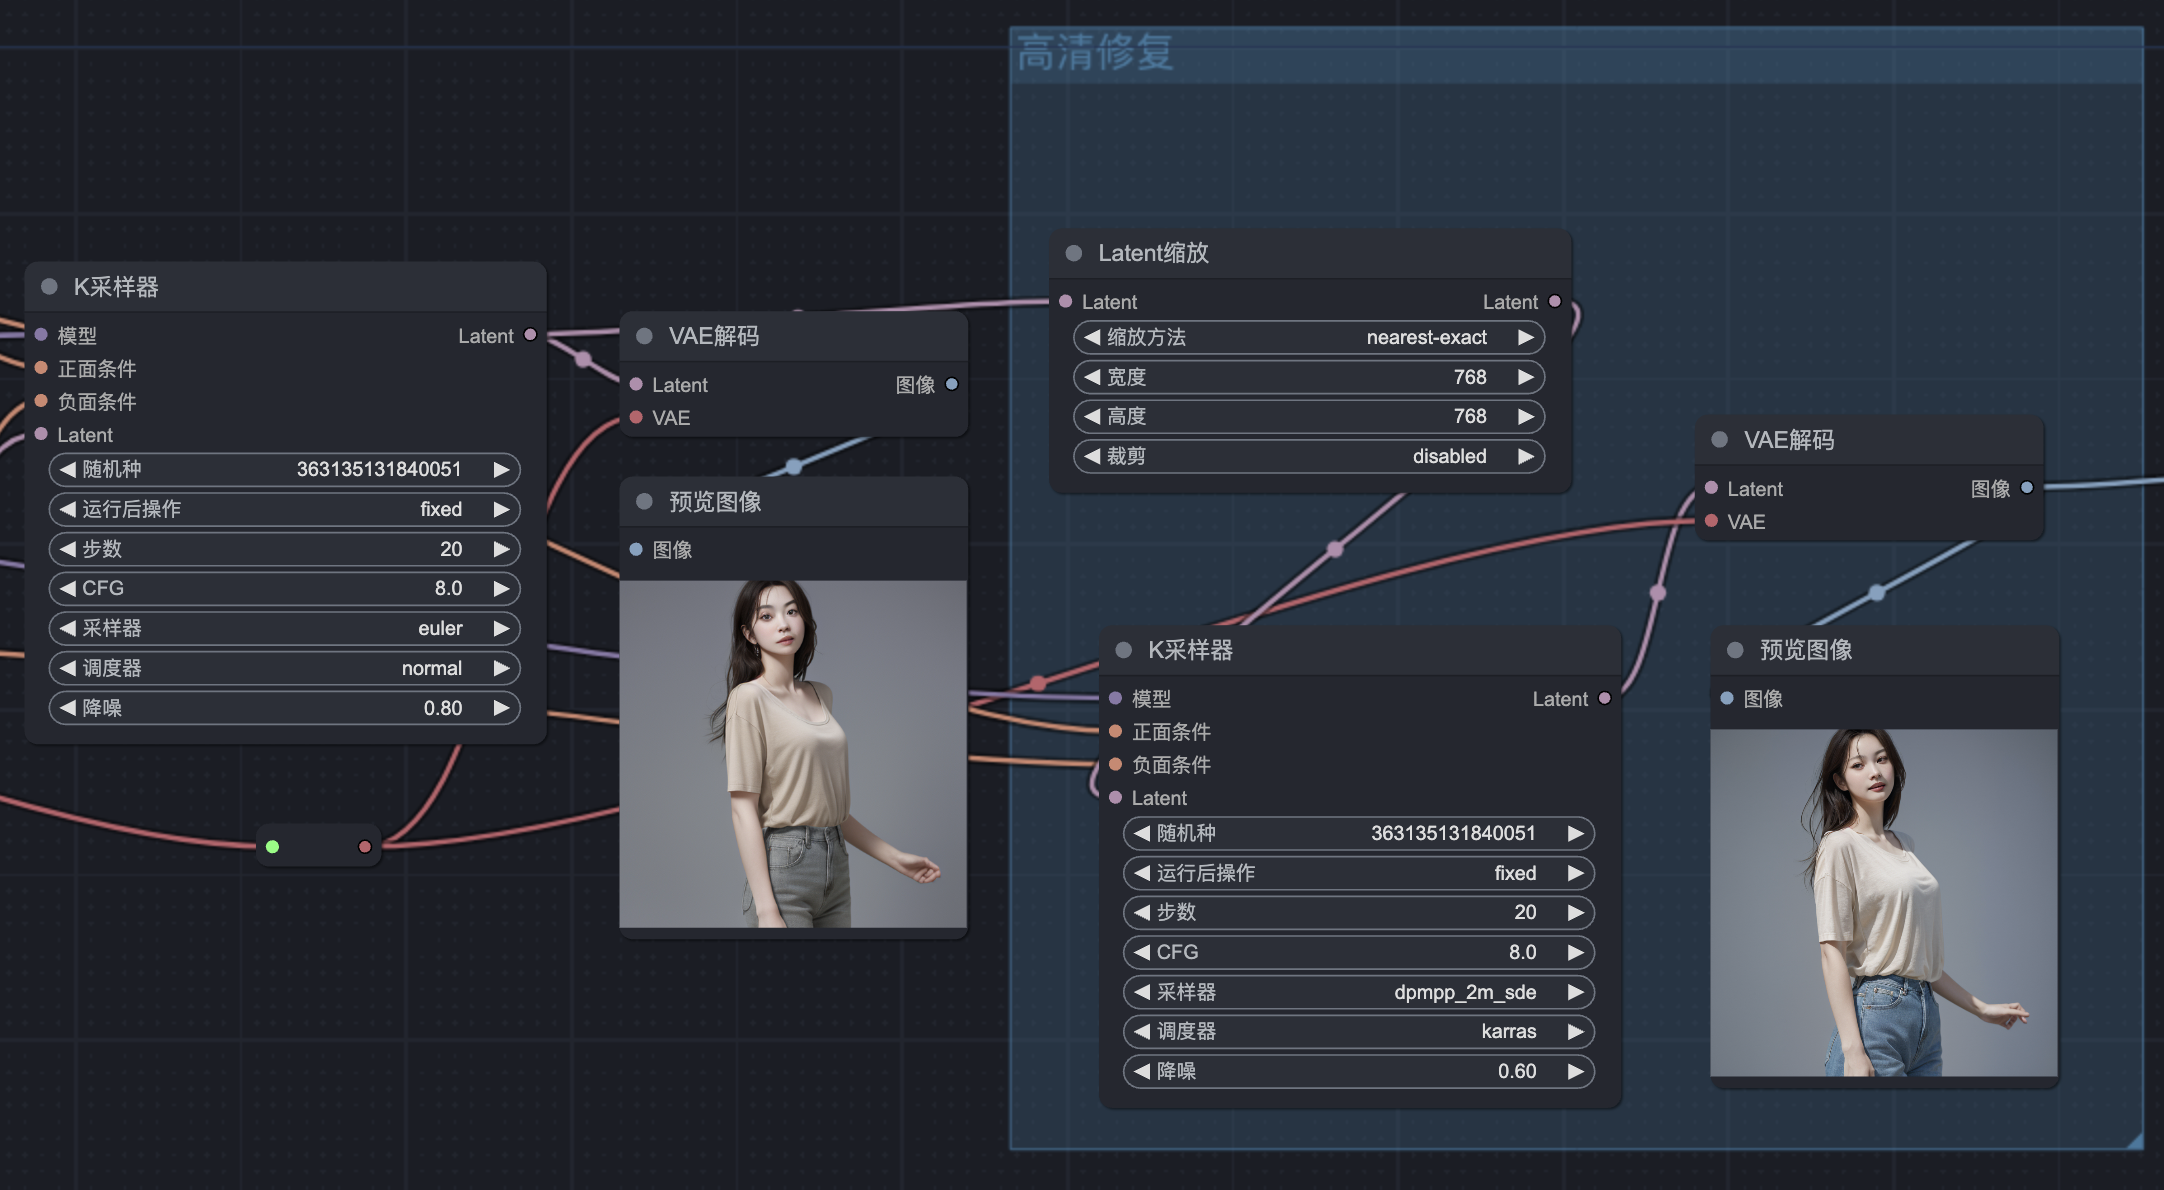 高清修复
K采样器
模型
Latent
正面条件
负面条件
Latent
随机种
363135131840051
运行后操作
fixed
步数
20
CFG
8.0
采样器
euler
调度器
normal
降噪
0.80
VAE解码
Latent
图像
VAE
预览图像
图像
Latent缩放
Latent
Latent
缩放方法
nearest-exact
宽度
768
高度
768
裁剪
disabled
K采样器
模型
Latent
正面条件
负面条件
Latent
随机种
363135131840051
运行后操作
fixed
步数
20
CFG
8.0
采样器
dpmpp_2m_sde
调度器
karras
降噪
0.60
VAE解码
Latent
图像
VAE
预览图像
图像